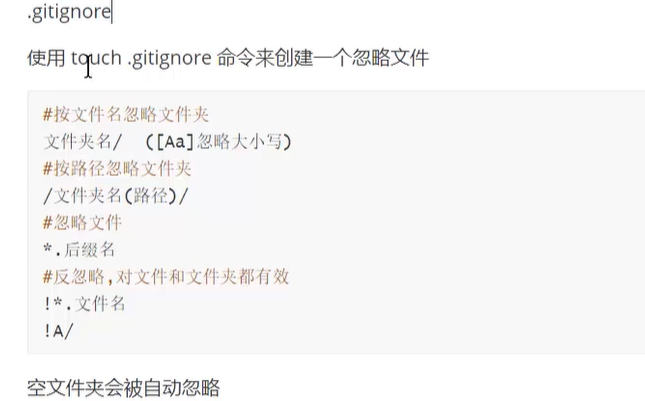 .gitignore
使用 touch .gitignore 命令来创建一个忽略文件
#按文件名忽略文件夹
文件夹名/  ([Aa]忽略大小写)
#按路径忽略文件夹
/文件夹名(路径)/
#忽略文件
*.后缀名
#反忽略,对文件和文件夹都有效
!*.文件名
!A/
空文件夹会被自动忽略